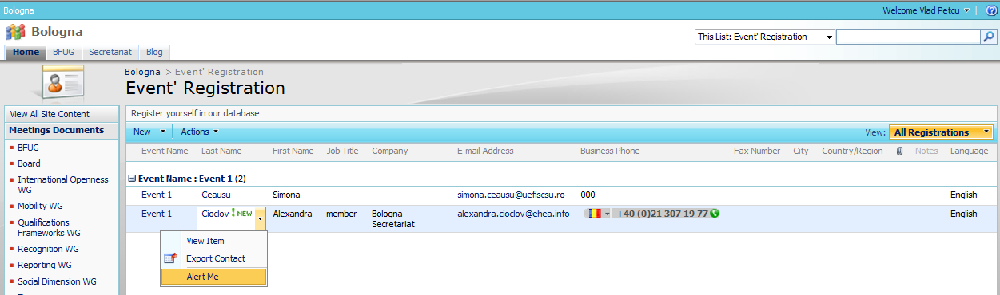 Bologna
Welcome Vlad Petcu
Bologna
This List: Event' Registration
Home BFUG Secretariat Blog
Bologna > Event' Registration
Event' Registration
View All Site Content
Register yourself in our database
Meetings Documents
New Actions View: All Registrations
BFUG
Board
International Openness
WG
Mobility WG
Qualifications
Frameworks WG
Recognition WG
Reporting WG
Social Dimension WG
Event Name Last Name First Name Job Title Company E-mail Address Business Phone Fax Number City Country/Region Notes Language
Event Name : Event 1 (2)
Event 1 Ceausu Simona simona.ceausu@uefiscsu.ro 000 English
Event 1 Cioclov ! NEW Alexandra member Bologna alexandra.cioclov@ehea.info +40 (0)21 307 19 77 English
Secretariat
View Item
Export Contact
Alert Me